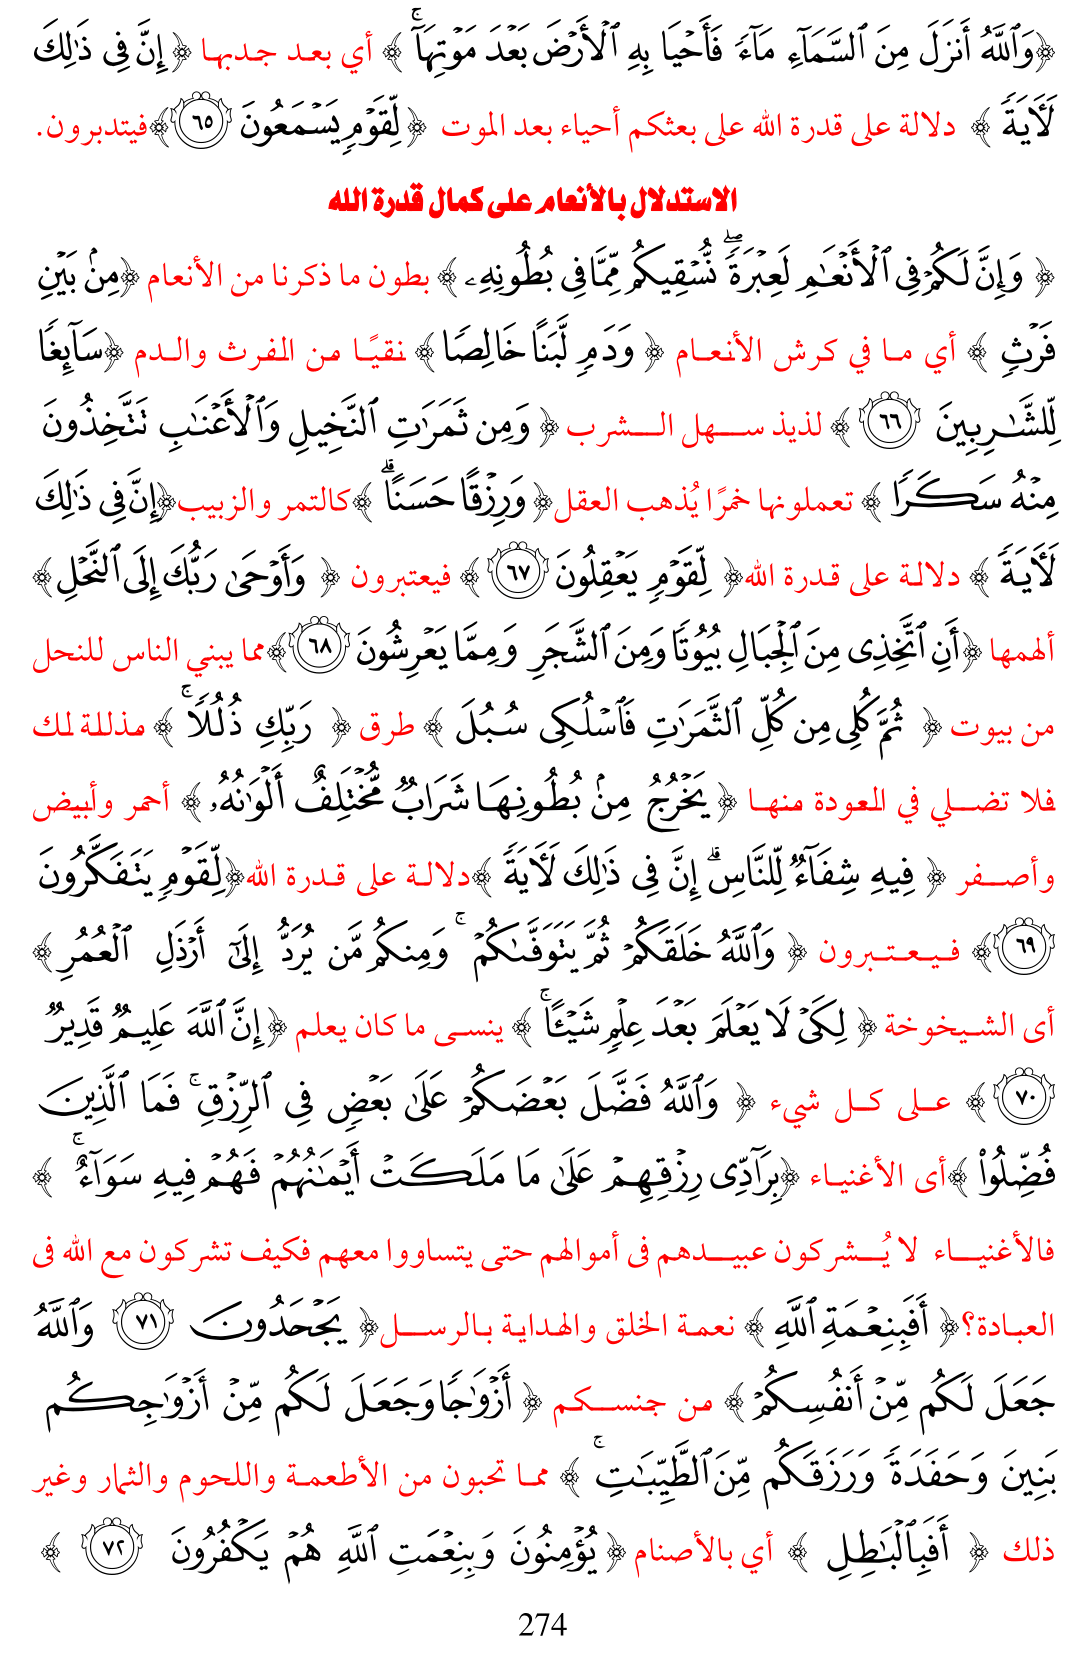 ﴿وَٱللَّهُ أَنزَلَ مِنَ ٱلسَّمَآءِ مَآءٗ فَأَحۡيَا بِهِ ٱلۡأَرۡضَ بَعۡدَ مَوۡتِهَآۚ ﴾ أي بعد جدبها ﴿ إِنَّ فِي ذَٰلِكَ
لَأٓيَةٗ ﴾ دلالة على قدرة الله على بعثكم أحياء بعد الموت ﴿ لِّقَوۡمٖ يَسۡمَعُونَ ٦٥ ﴾فيتدبرون.
الاستدلال بالأنعام على كمال قدرة الله
﴿ وَإِنَّ لَكُمۡ فِي ٱلۡأَنۡعَٰمِ لَعِبۡرَةٗۖ نُّسۡقِيكُم مِّمَّا فِي بُطُونِهِۦ ﴾ بطون ما ذكرنا من الأنعام ﴿مِنۢ بَيۡنِ
فَرۡثٖ ﴾ أي ما في كرش الأنعام ﴿ وَدَمٖ لَّبَنًا خَالِصٗا ﴾ نقيًا من الفرث والدم ﴿سَآئِغٗا
لِّلشَّٰرِبِينَ ٦٦ ﴾ لذيذ سهل الشرب ﴿ وَمِن ثَمَرَٰتِ ٱلنَّخِيلِ وَٱلۡأَعۡنَٰبِ تَتَّخِذُونَ
مِنۡهُ سَكَرٗا ﴾ تعملونها خمرًا يُذهب العقل﴿ وَرِزۡقًا حَسَنًاۗ ﴾كالتمر والزبيب﴿إِنَّ فِي ذَٰلِكَ
لَأٓيَةٗ ﴾ دلالة على قدرة الله﴿ لِّقَوۡمٖ يَعۡقِلُونَ ٦٧ ﴾ فيعتبرون ﴿ وَأَوۡحَىٰ رَبُّكَ إِلَى ٱلنَّحۡلِ﴾
ألهمها ﴿أَنِ ٱتَّخِذِي مِنَ ٱلۡجِبَالِ بُيُوتٗا وَمِنَ ٱلشَّجَرِ وَمِمَّا يَعۡرِشُونَ ٦٨ ﴾مما يبني الناس للنحل
من بيوت ﴿ ثُمَّ كُلِي مِن كُلِّ ٱلثَّمَرَٰتِ فَٱسۡلُكِي سُبُلَ ﴾ طرق ﴿ رَبِّكِ ذُلُلٗاۚ ﴾ مذللة لك
فلا تضلي في العودة منها ﴿ يَخۡرُجُ مِنۢ بُطُونِهَا شَرَابٞ مُّخۡتَلِفٌ أَلۡوَٰنُهُۥ ﴾ أحمر وأبيض
وأصفر ﴿ فِيهِ شِفَآءٞ لِّلنَّاسِۗ إِنَّ فِي ذَٰلِكَ لَأٓيَةٗ ﴾دلالة على قدرة الله﴿لِّقَوۡمٖ يَتَفَكَّرُونَ
٦٩ ﴾ فيعتبرون ﴿ وَٱللَّهُ خَلَقَكُمۡ ثُمَّ يَتَوَفَّىٰكُمۡۚ وَمِنكُم مَّن يُرَدُّ إِلَىٰٓ أَرۡذَلِ ٱلۡعُمُرِ ﴾
أى الشيخوخة ﴿ لِكَيۡ لَا يَعۡلَمَ بَعۡدَ عِلۡمٖ شَيۡـًٔاۚ ﴾ ينسى ما كان يعلم ﴿ إِنَّ ٱللَّهَ عَلِيمٞ قَدِيرٞ
٧٠ ﴾ على كل شيء ﴿ وَٱللَّهُ فَضَّلَ بَعۡضَكُمۡ عَلَىٰ بَعۡضٖ فِي ٱلرِّزۡقِۚ فَمَا ٱلَّذِينَ
فُضِّلُواْ ﴾أى الأغنياء ﴿بِرَآدِّي رِزۡقِهِمۡ عَلَىٰ مَا مَلَكَتۡ أَيۡمَٰنُهُمۡ فَهُمۡ فِيهِ سَوَآءٌۚ ﴾
فالأغنياء لا يُشركون عبيدهم فى أموالهم حتى يتساووا معهم فكيف تشركون مع الله فى
العبادة؟﴿ أَفَبِنِعۡمَةِ ٱللَّهِ ﴾ نعمة الخلق والهداية بالرسل﴿ يَجۡحَدُونَ ٧١ وَٱللَّهُ
جَعَلَ لَكُم مِّنۡ أَنفُسِكُمۡ ﴾ من جنسكم ﴿ أَزۡوَٰجٗا وَجَعَلَ لَكُم مِّنۡ أَزۡوَٰجِكُم
بَنِينَ وَحَفَدَةٗ وَرَزَقَكُم مِّنَ ٱلطَّيِّبَٰتِۚ ﴾ مما تحبون من الأطعمة واللحوم والثمار وغير
ذلك ﴿ أَفَبِٱلۡبَٰطِلِ ﴾ أي بالأصنام ﴿ يُؤۡمِنُونَ وَبِنِعۡمَتِ ٱللَّهِ هُمۡ يَكۡفُرُونَ ٧٢ ﴾
274